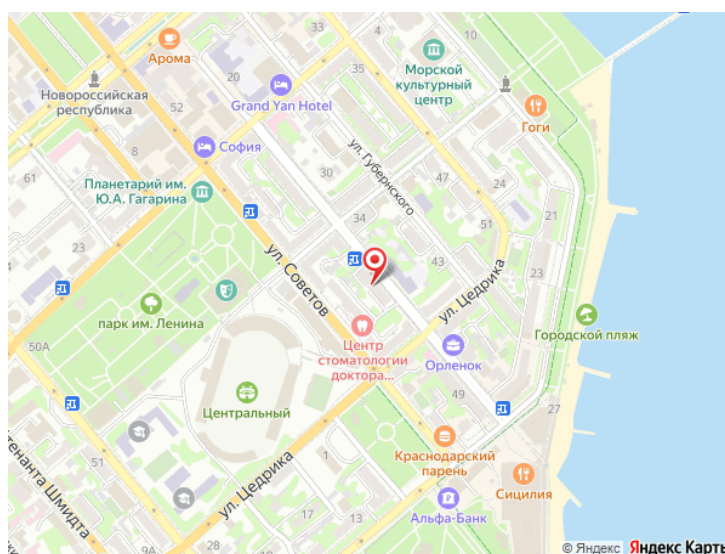 10
4
33
Арома
20
Морской
культурный
центр
Новороссийская
республика
Grand Yan Hotel
Гоги
52
8
София
ул. Губернского
47
61
30
24
Планетарий им.
Ю.А. Гагарина
51
21
34
ул. Советов
43
23
ул. Цедрика
парк им. Ленина
Городской пляж
50А
Центр
стоматологии
доктора...
Орленок
Центральный
49
27
Краснодарский
парень
51
1
тенанта Шмидта
ул. Цедрика
Сицилия
Альфа-Банк
9А
© Яндекс Яндекс Карты